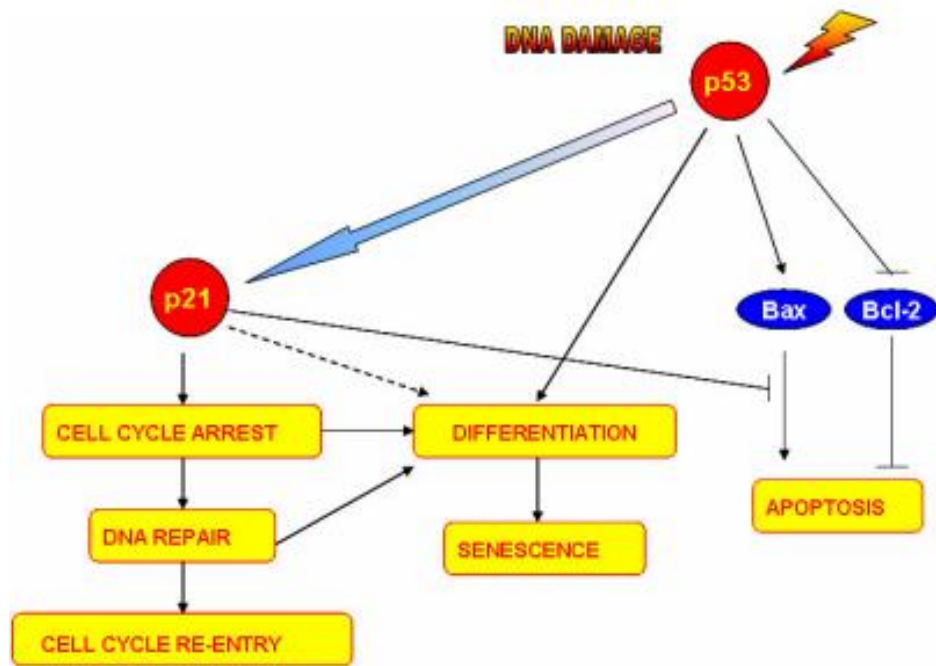 DNA DAMAGE
p53
p21
Bax
Bcl-2
CELL CYCLE ARREST
DIFFERENTIATION
APOPTOSIS
DNA REPAIR
SENESCENCE
CELL CYCLE RE-ENTRY